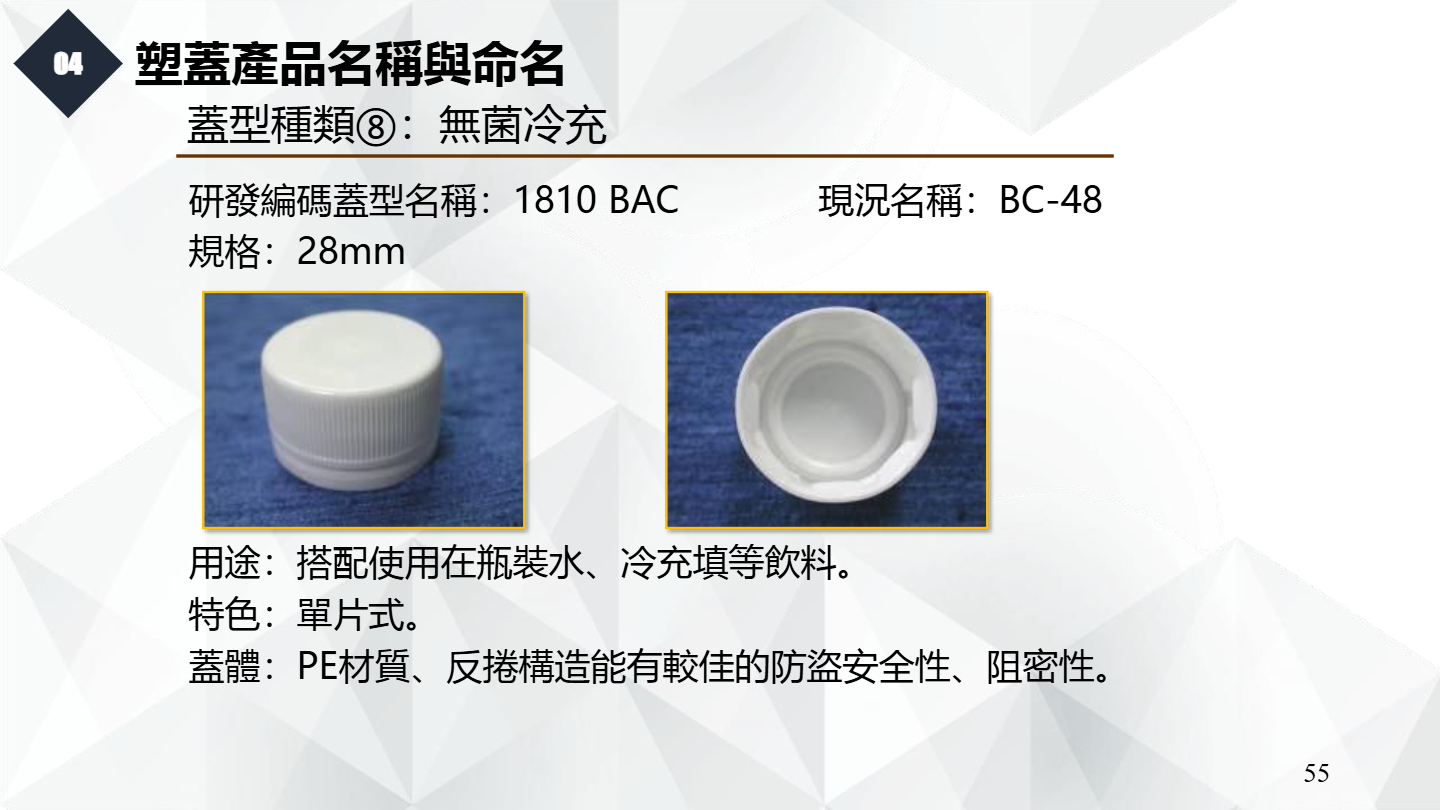 04
塑蓋產品名稱與命名
蓋型種類⑧：無菌冷充
研發編碼蓋型名稱：1810 BAC 現況名稱：BC-48
規格：28mm
用途：搭配使用在瓶裝水、冷充填等飲料。
特色：單片式。
蓋體：PE材質、反捲構造能有較佳的防盜安全性、阻密性。
55